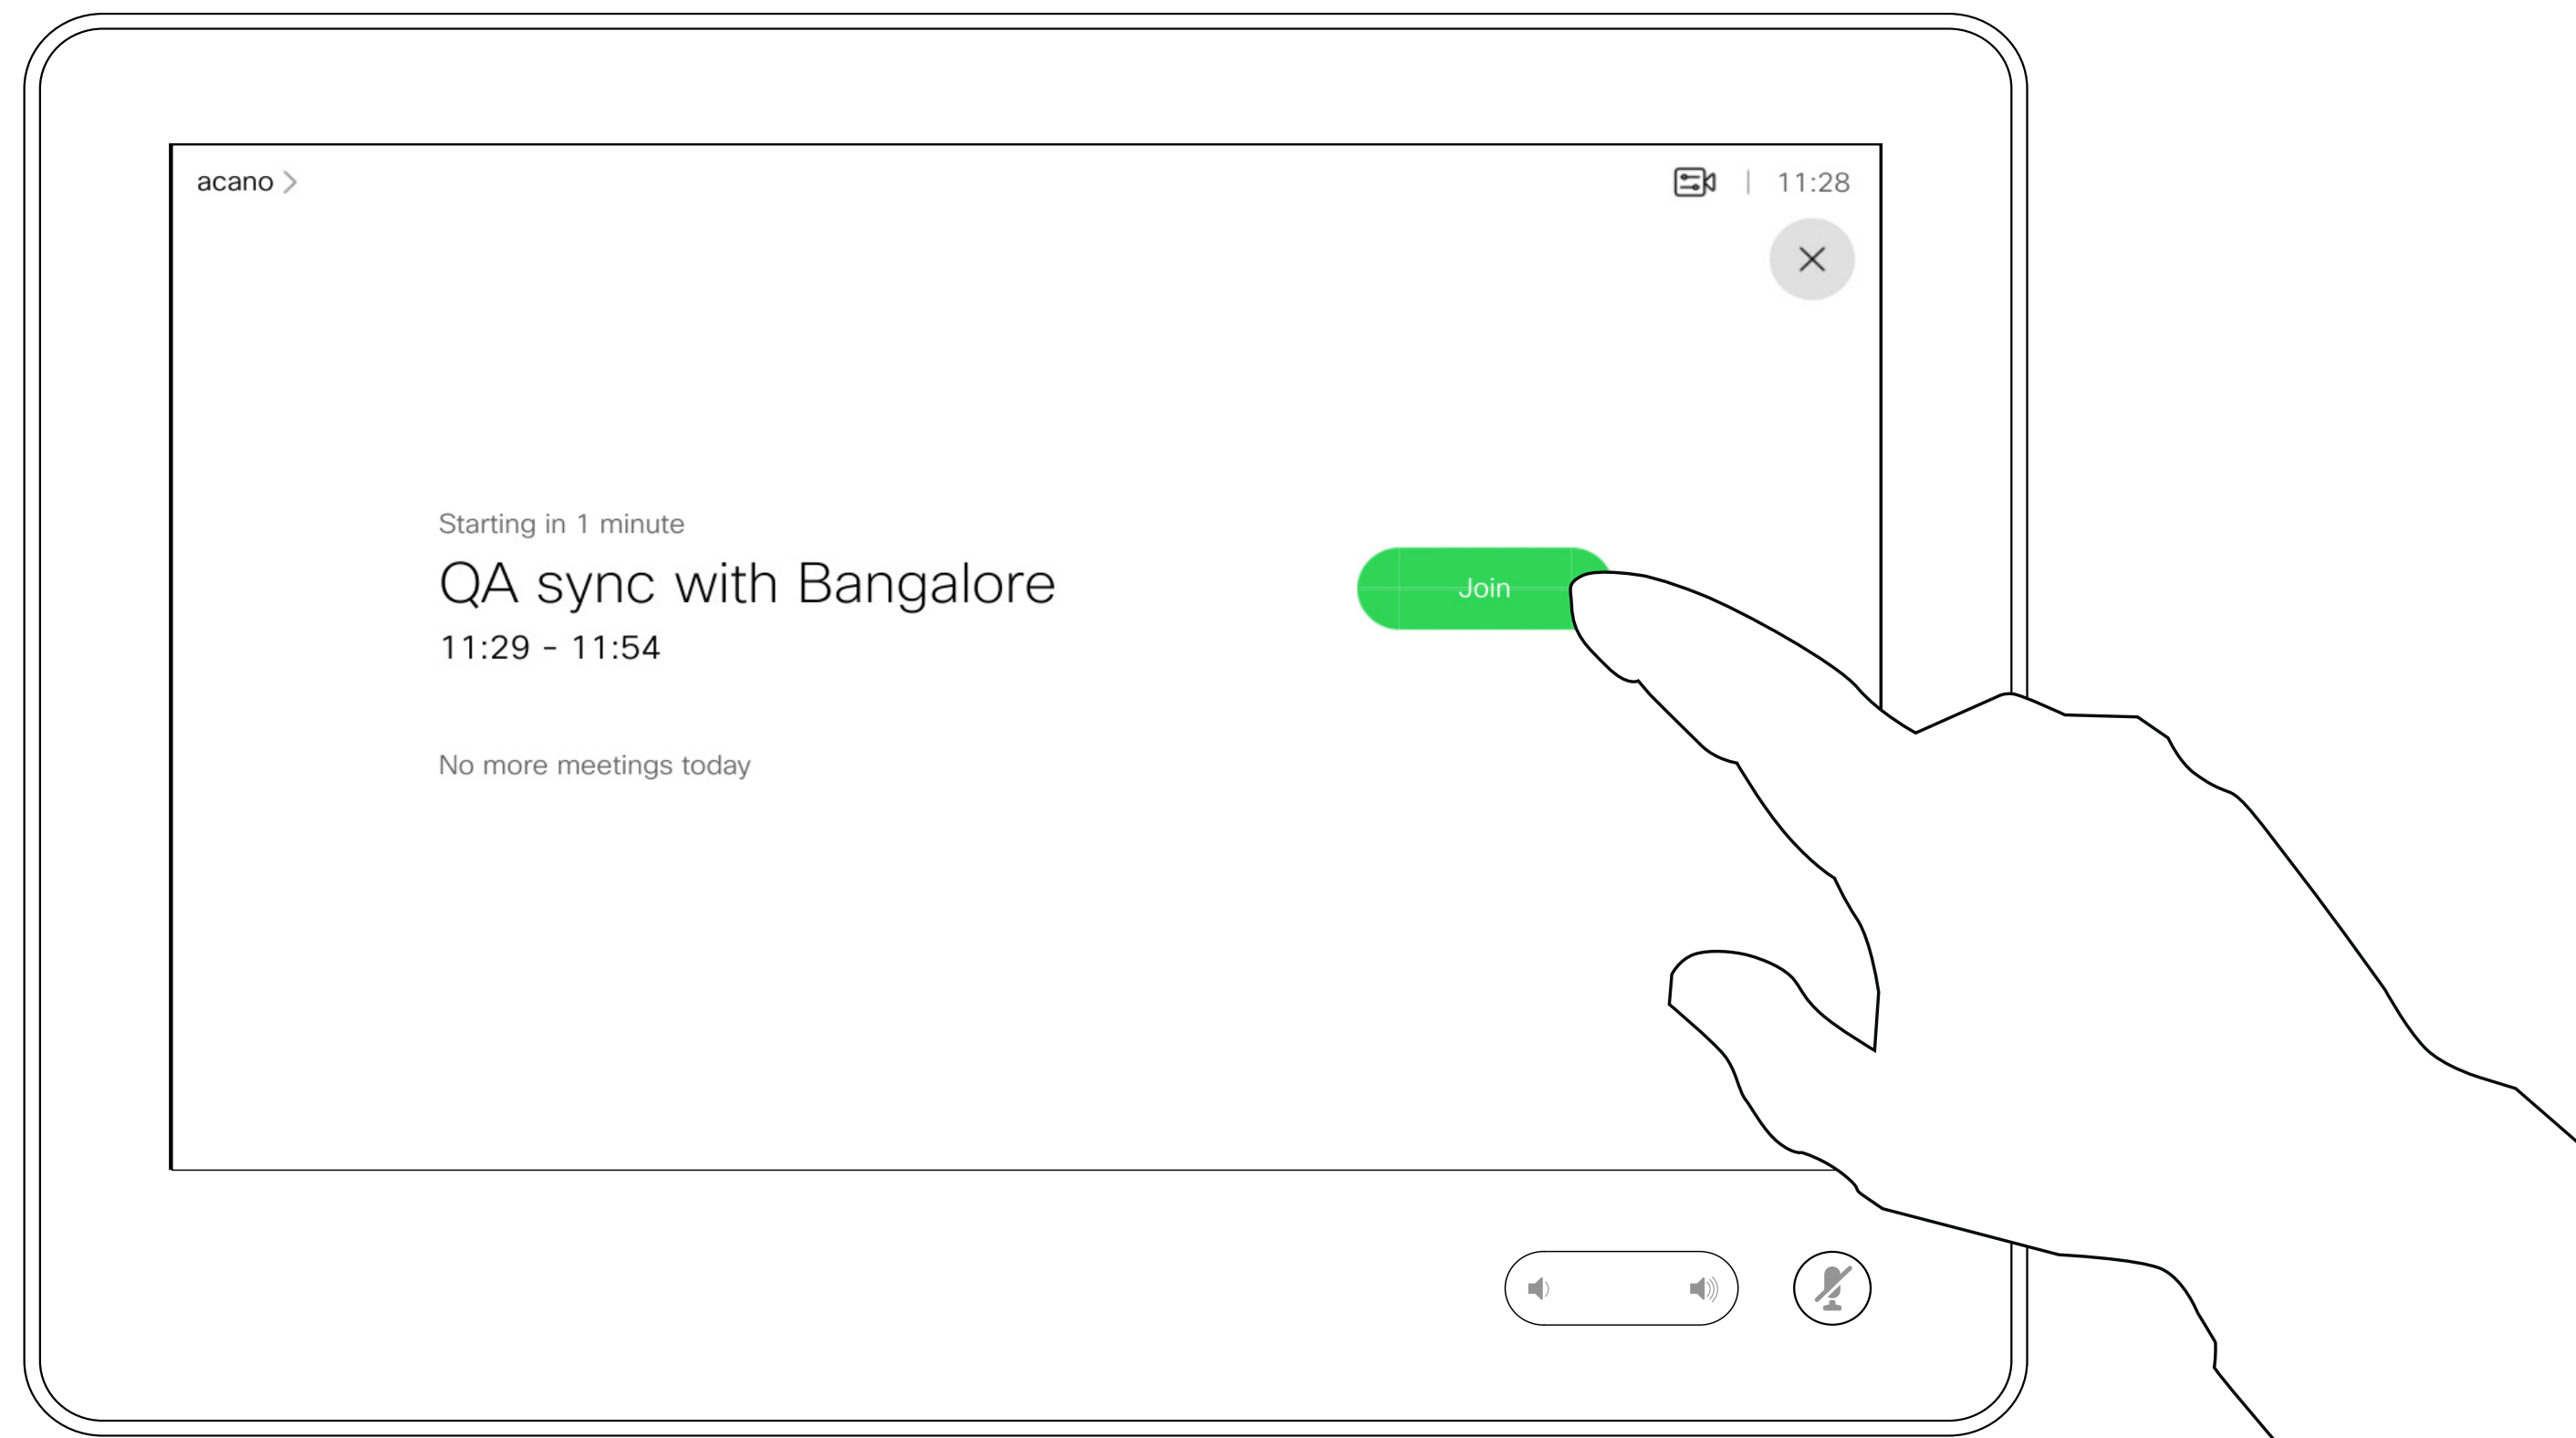 acano
11:28
Starting in 1 minute
QA sync with Bangalore
11:29 - 11:54
Join
No more meetings today